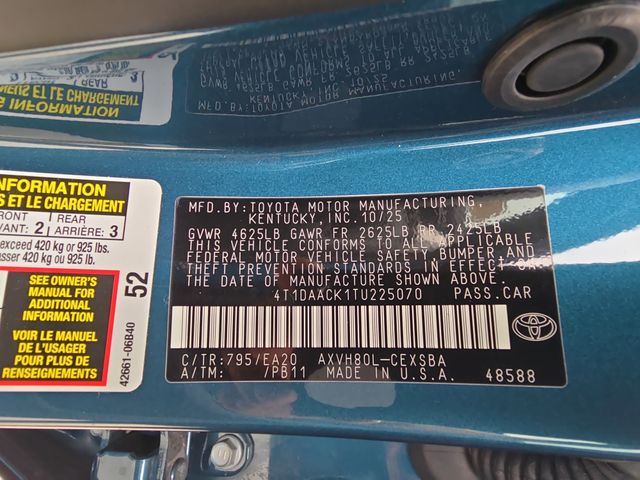 S INFORMATION
ES ET LE CHARGEMENT
FRONT
VANT: 2
REAR
ARRIÈRE: 3
exceed 420 kg or 925 lbs.
asser 420 kg ou 925 lb.
SEE OWNER'S
MANUAL FOR
ADDITIONAL
INFORMATION
VOIR LE MANUEL
DE L'USAGER
POUR PLUS DE
RENSEIGNEMENTS
52
42661-06B40
MFD.BY:TOYOTA MOTOR MANUFACTURING,
KENTUCKY, INC. 10/25
GVWR 4625LB GAWR FR 2625LB RR 2425LB
THIS VEHICLE CONFORMS TO ALL APPLICABLE
FEDERAL MOTOR VEHICLE SAFETY, BUMPER, AND
THEFT PREVENTION STANDARDS IN EFFECT ON
THE DATE OF MANUFACTURE SHOWN ABOVE.
4T1DAACK1TU225070 PASS.CAR
C/TR:795/EA20 AXVH80L-CEXSBA
A/TM: /PB11 MADE IN U.S.A. 48588
TOYOTA